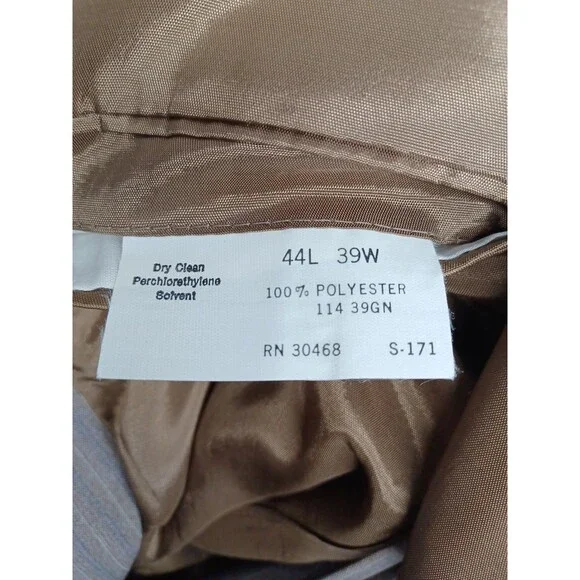 Dry Clean
Perchlorethylene
Solvent
44L 39W
100% POLYESTER
114 39GN
RN 30468 S-171